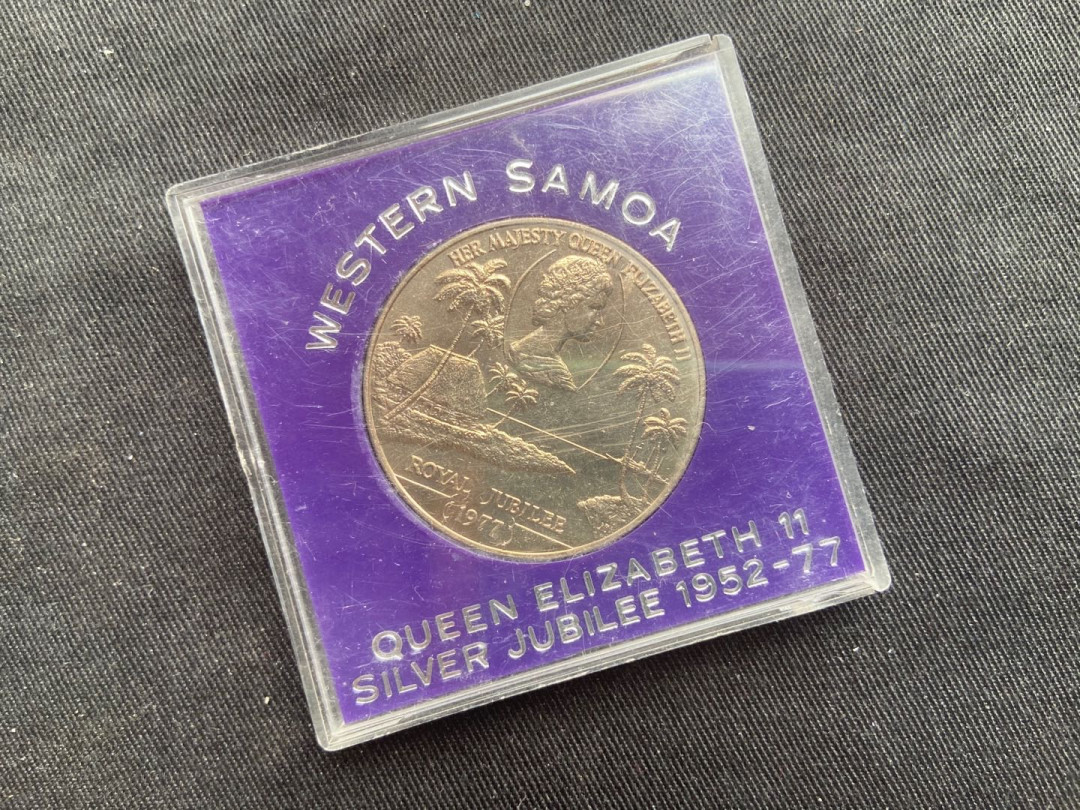 WESTERN SAMOA
HER MAJESTY QUEEN ELIZABETH II
ROYAL JUBILEE
(1977)
QUEEN ELIZABETH 11
SILVER JUBILEE 1952-77